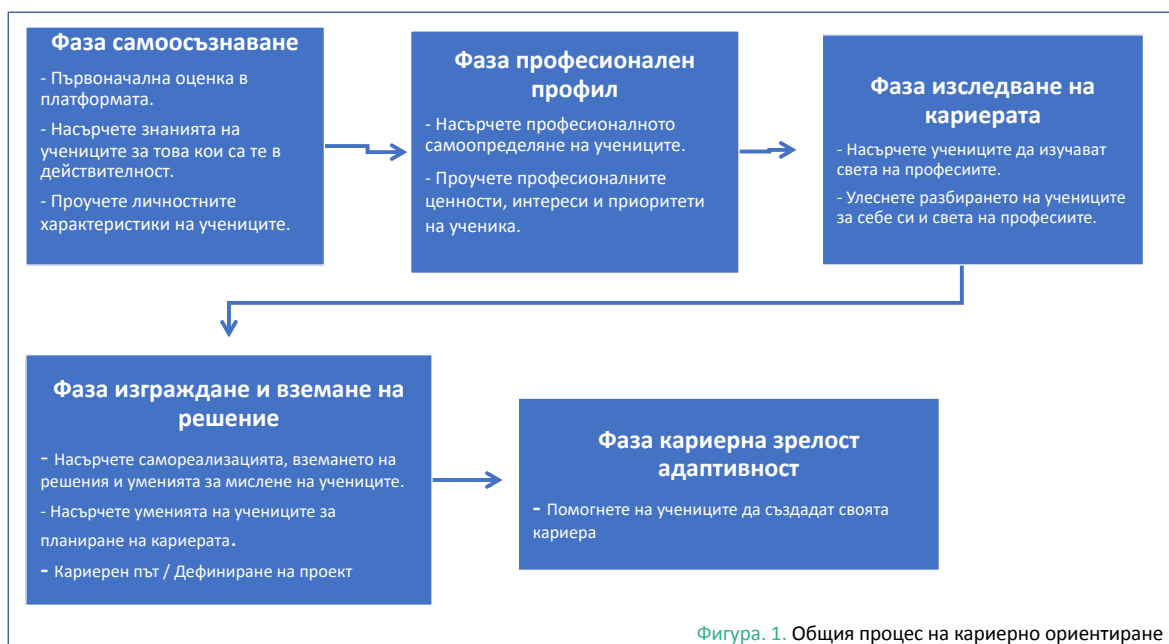 Фаза самоосъзнаване
- Първоначална оценка в
платформата.
- Насърчете знанията на
учениците за това кои са те в
действителност.
- Проучете личностните
характеристики на учениците.
Фаза професионален
профил
- Насърчете професионалното
самоопределяне на учениците.
- Проучете професионалните
ценности, интереси и приоритети
на ученика.
Фаза изследване на
кариерата
- Насърчете учениците да изучават
света на професиите.
- Улеснете разбирането на учениците
за себе си и света на професиите.
Фаза изграждане и вземане на
решение
- Насърчете самореализацията, вземането на
решения и уменията за мислене на учениците.
- Насърчете уменията на учениците за
планиране на кариерата.
- Кариерен път / Дефиниране на проект
Фаза кариерна зрелост
адаптивност
- Помогнете на учениците да създадат своята
кариера
Фигура. 1. Общия процес на кариерно ориентиране